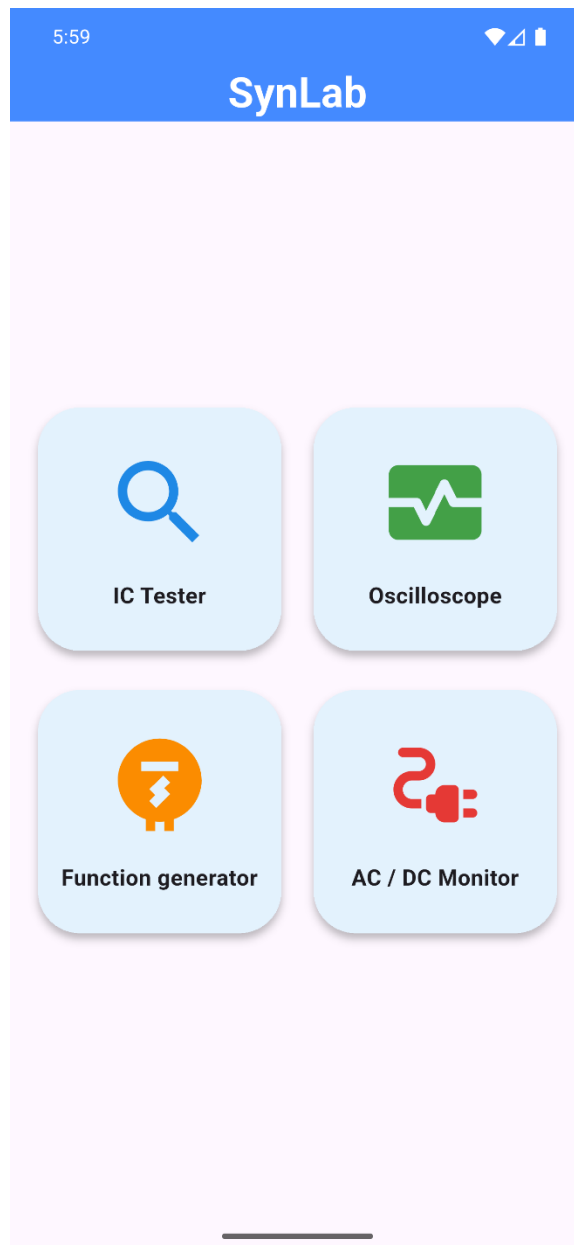 5:59
SynLab
IC Tester
Oscilloscope
Function generator
AC / DC Monitor